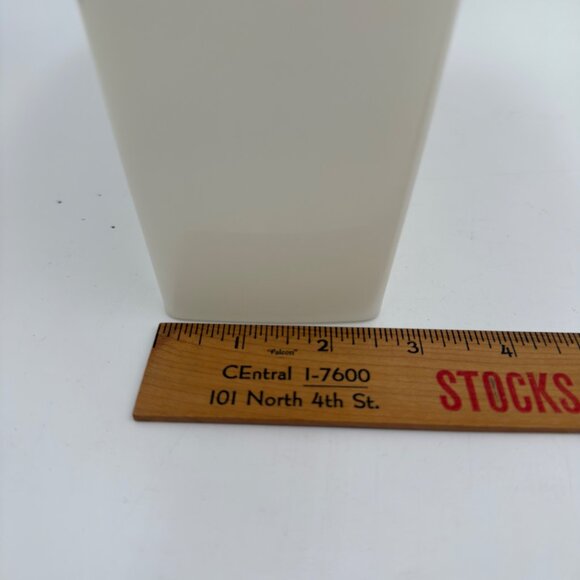 1 2 3 4
"Falcon"
CEntral 1-7600
101 North 4th St.
STOCKS